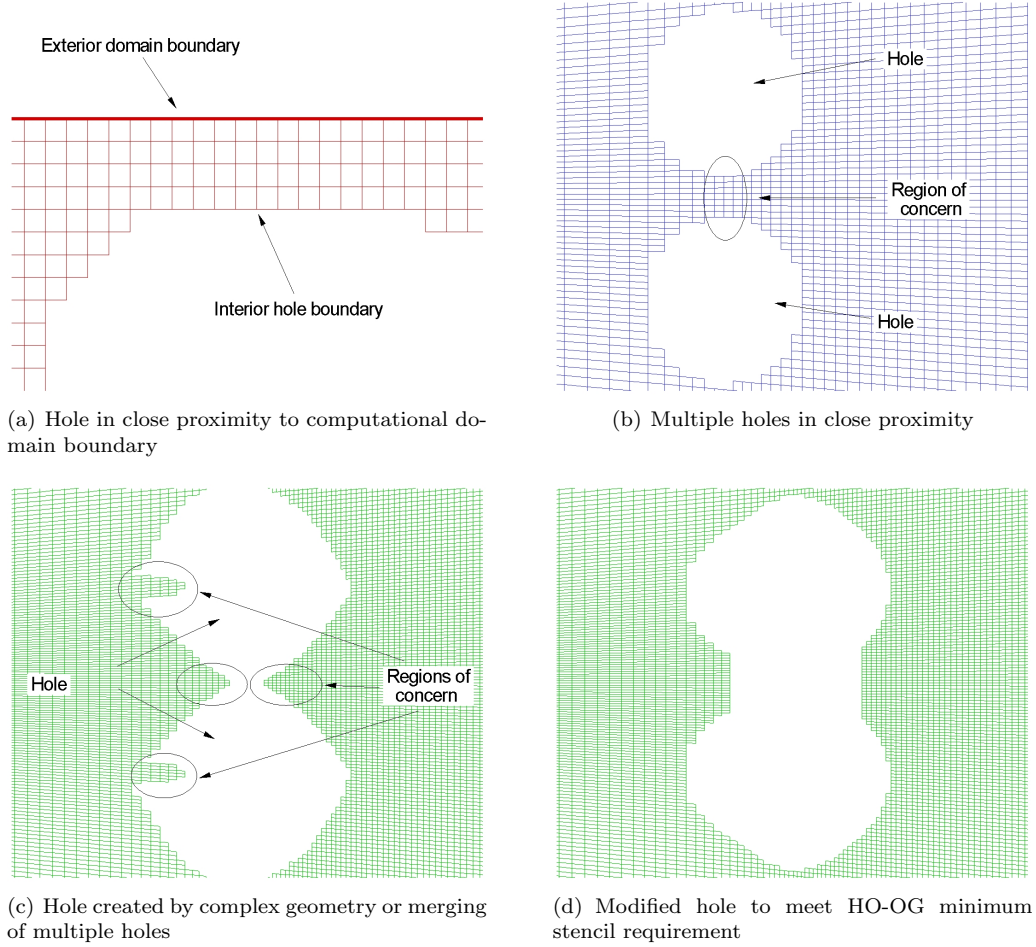 Exterior domain boundary
Interior hole boundary
(a) Hole in close proximity to computational do-
main boundary
Hole
Region of
concern
Hole
(b) Multiple holes in close proximity
Hole
Regions of
concern
(c) Hole created by complex geometry or merging
of multiple holes
(d) Modified hole to meet HO-OG minimum
stencil requirement